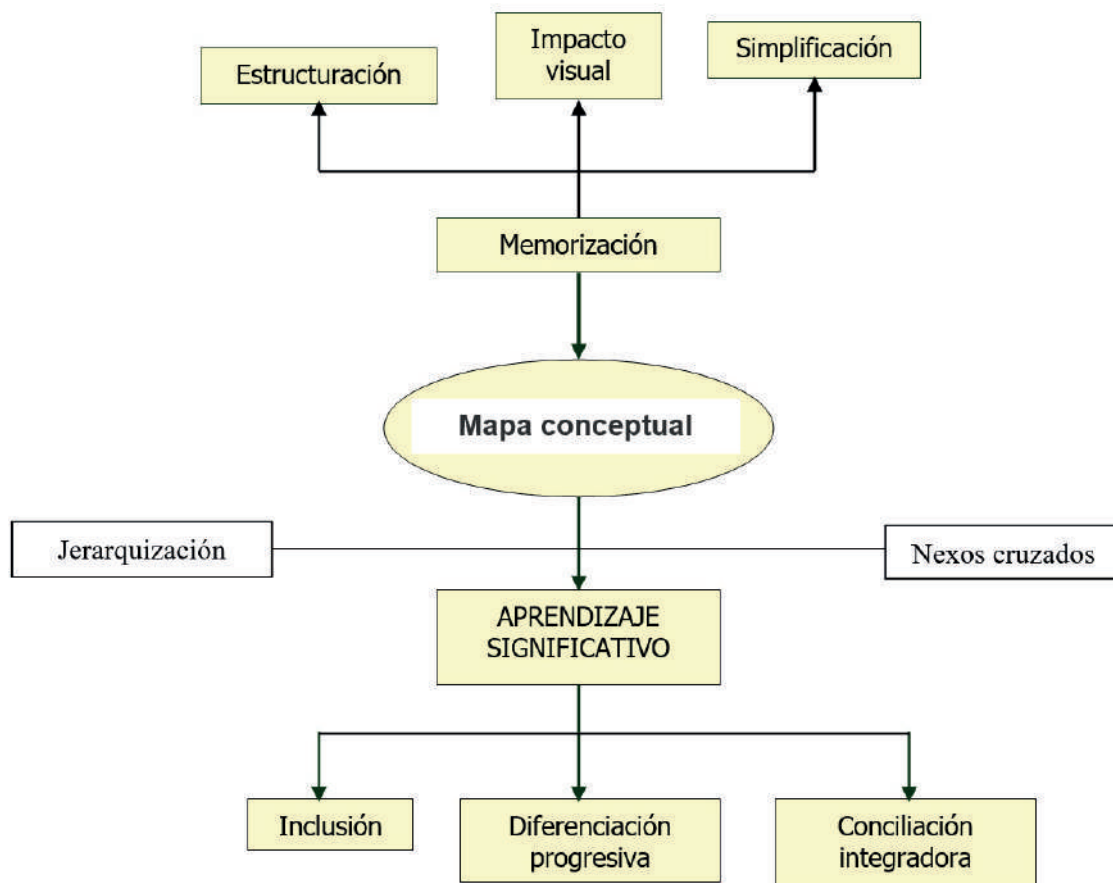 Estructuración
Impacto
visual
Simplificación
Memorización
Mapa conceptual
Jerarquización
Nexos cruzados
APRENDIZAJE
SIGNIFICATIVO
Inclusión
Diferenciación
progresiva
Conciliación
integradora